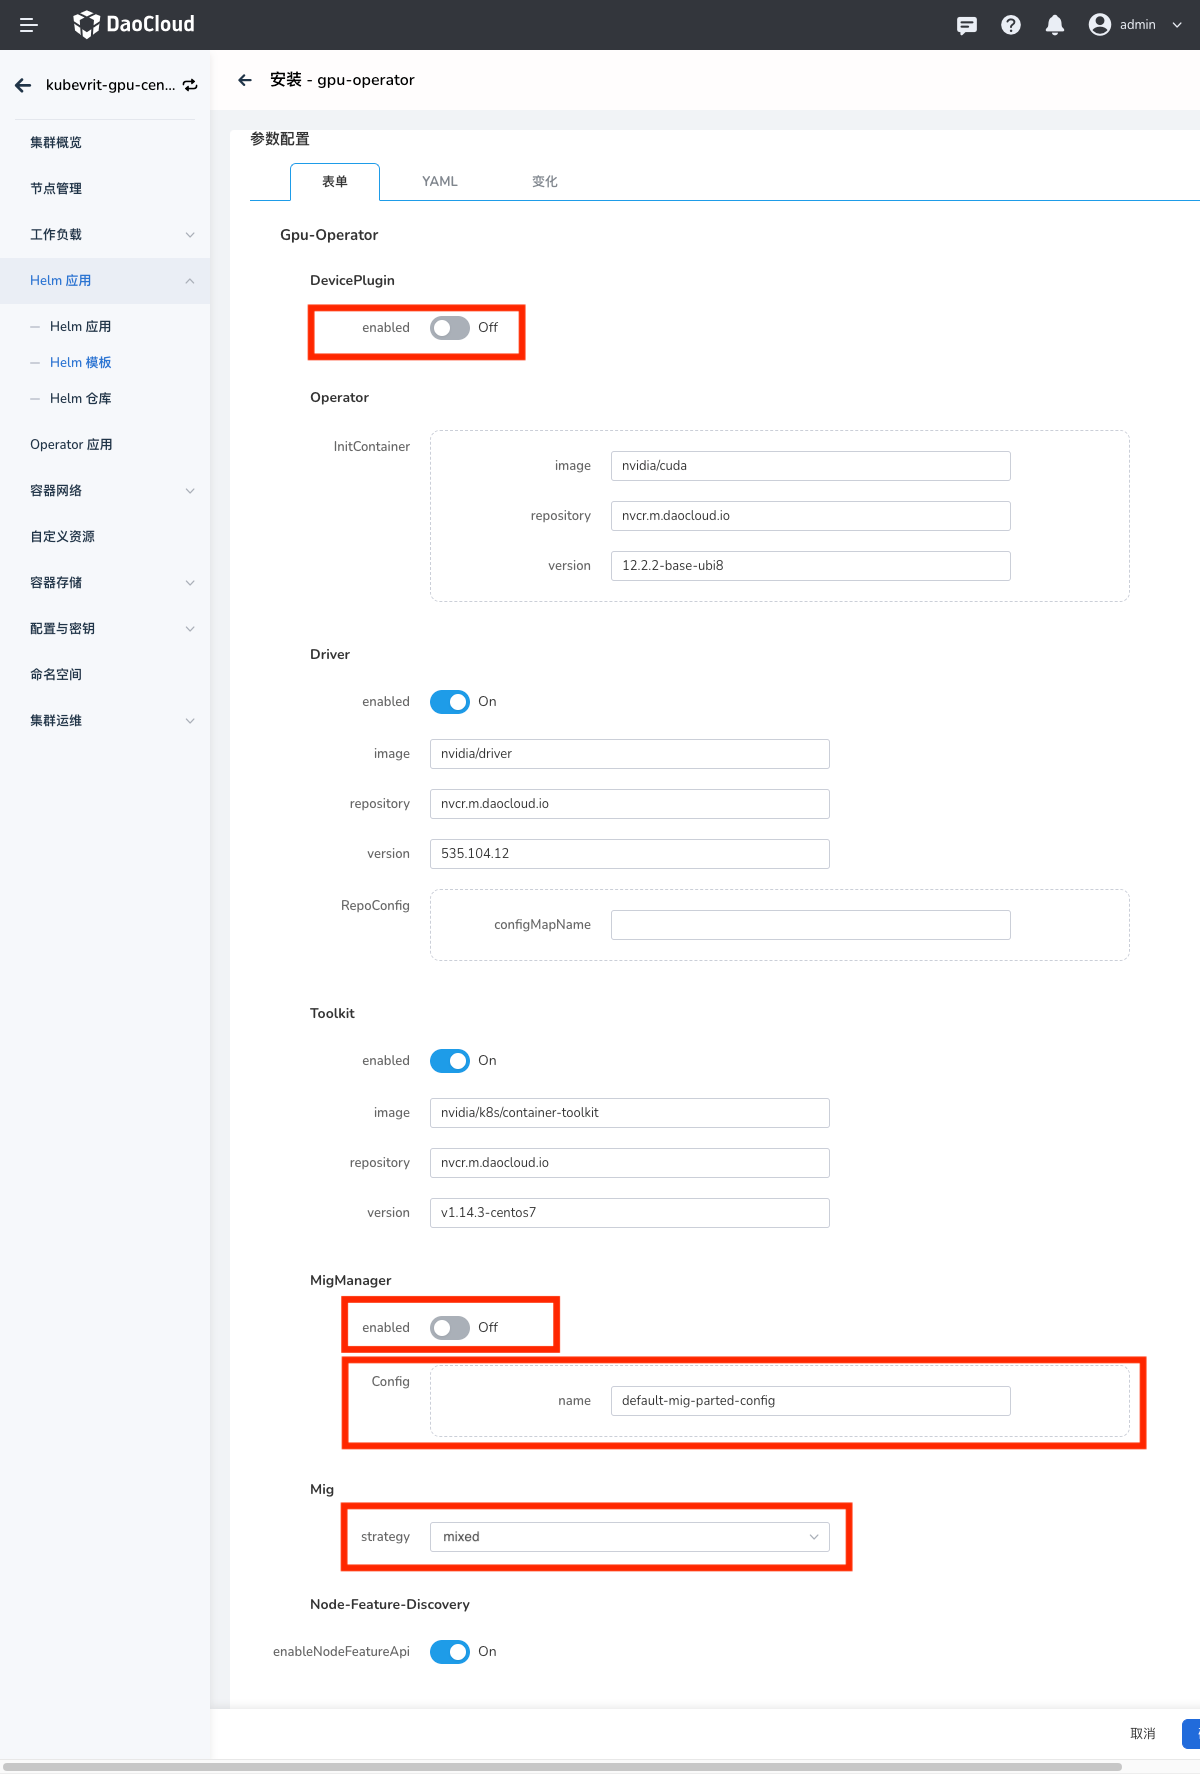 DaoCloud
admin
kubevrit-gpu-cen...
安装 - gpu-operator
集群概览
节点管理
工作负载
Helm 应用
Helm 应用
Helm 模板
Helm 仓库
Operator 应用
容器网络
自定义资源
容器存储
配置与密钥
命名空间
集群运维
参数配置
表单 YAML 变化
Gpu-Operator
DevicePlugin
enabled Off
Operator
InitContainer
image nvidia/cuda
repository nvcr.m.daocloud.io
version 12.2.2-base-ubi8
Driver
enabled On
image nvidia/driver
repository nvcr.m.daocloud.io
version 535.104.12
RepoConfig
configMapName
Toolkit
enabled On
image nvidia/k8s/container-toolkit
repository nvcr.m.daocloud.io
version v1.14.3-centos7
MigManager
enabled Off
Config
name default-mig-parted-config
Mig
strategy mixed
Node-Feature-Discovery
enableNodeFeatureApi On
取消